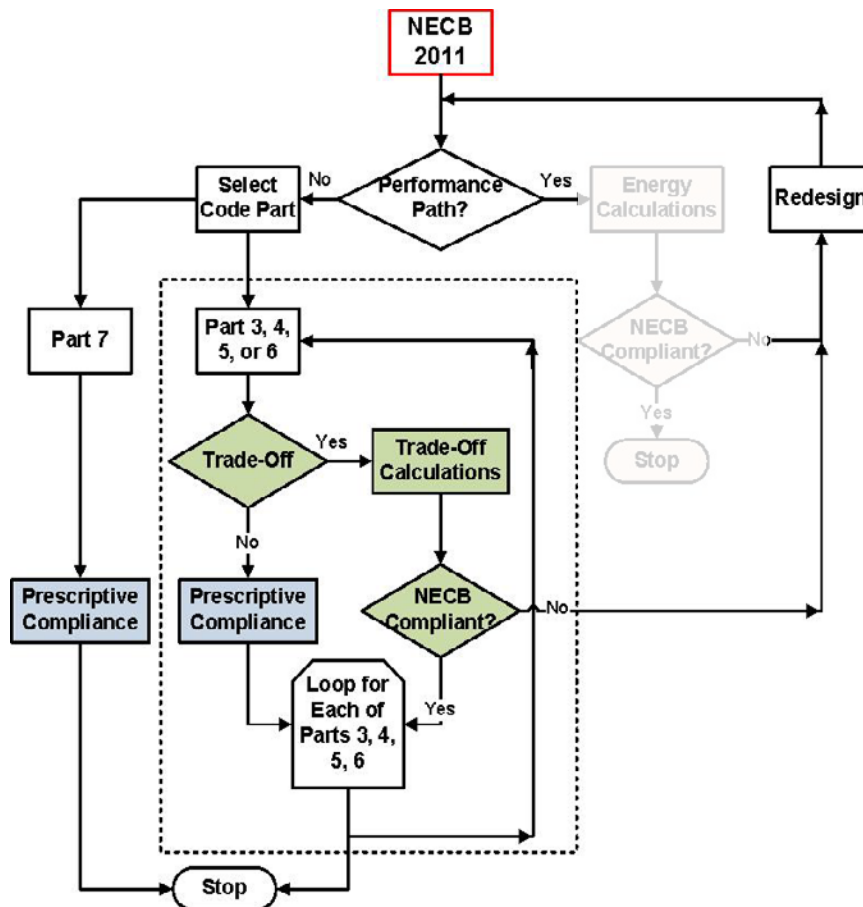 NECB
2011
Select
Code Part
No
Performance
Path?
Yes
Energy
Calculations
Redesign
Part 7
Part 3, 4,
5, or 6
NECB
Compliant?
No
Yes
Stop
Trade-Off
Yes
Trade-Off
Calculations
No
Prescriptive
Compliance
Prescriptive
Compliance
NECB
Compliant?
No
Yes
Loop for
Each of
Parts 3, 4,
5, 6
Stop